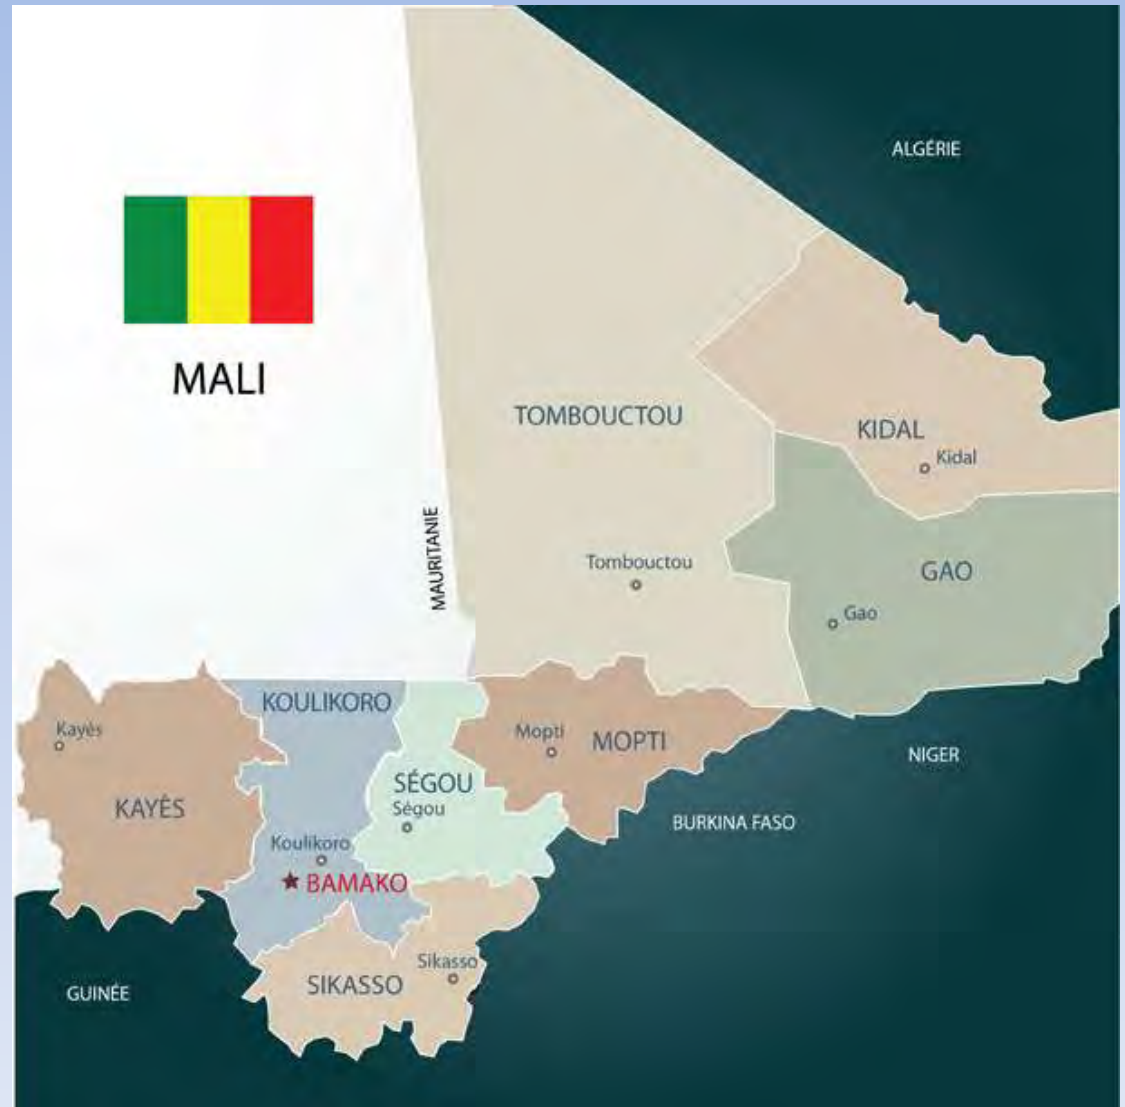 ALGÉRIE
MALI
TOMBOUCTOU
KIDAL
Kidal
MAURITANIE
Tombouctou
GAO
Gao
KOULIKORO
Kayès
Mopti
MOPTI
NIGER
SÉGOU
Ségou
KAYÈS
BURKINA FASO
Koulikoro
BAMAKO
Sikasso
SIKASSO
GUINÉE